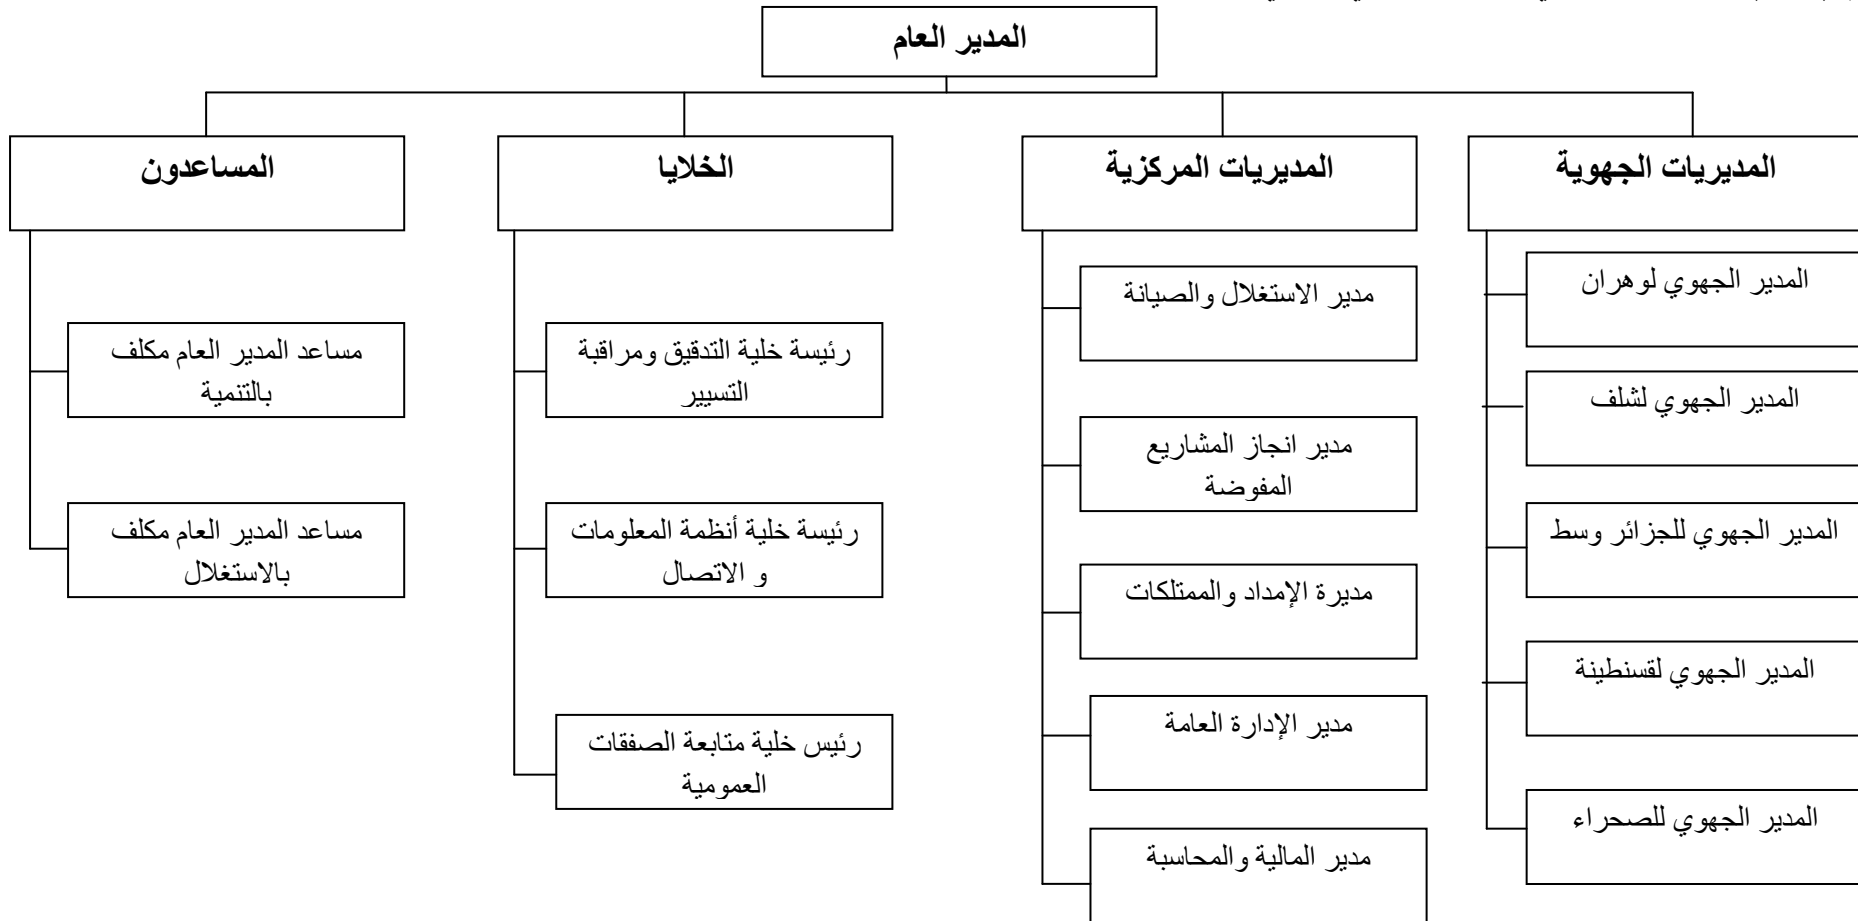 المدير العام
المديريات الجهوية
المدير الجهوي لوهران
المدير الجهوي لشلف
المدير الجهوي للجزائر وسط
المدير الجهوي لقسنطينة
المدير الجهوي للصحراء
المديريات المركزية
مدير الاستغلال والصيانة
مدير انجاز المشاريع
المفوضة
مديرة الإمداد والممتلكات
مدير الإدارة العامة
مدير المالية والمحاسبة
الخلايا
رئيسة خلية التدقيق ومراقبة
التسيير
رئيسة خلية أنظمة المعلومات
و الاتصال
رئيس خلية متابعة الصفقات
العمومية
المساعدون
مساعد المدير العام مكلف
بالتنمية
مساعد المدير العام مكلف
بالاستغلال